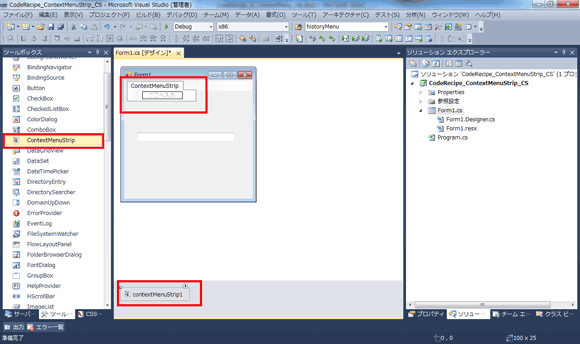 CodeRecipe_ContextMenuStrip_CS - Microsoft Visual Studio (管理者)
ファイル(F) 編集(E) 表示(V) プロジェクト(P) ビルド(B) デバッグ(D) チーム(M) データ(A) 書式(O) ツール(T) アーキテクチャ(C) テスト(S) 分析(N) ウィンドウ(W) ヘルプ(H)
Debug x86 historyMenu
ツールボックス
BindingNavigator
BindingSource
Button
CheckBox
CheckedListBox
ColorDialog
ComboBox
ContextMenuStrip
DataGridView
DataSet
DateTimePicker
DirectoryEntry
DirectorySearcher
DomainUpDown
ErrorProvider
EventLog
FileSystemWatcher
FlowLayoutPanel
FolderBrowserDialog
FontDialog
GroupBox
HelpProvider
HScrollBar
ImageList
サーバー... ツール... CSS...
Form1.cs [デザイン]*
Form1
ContextMenuStrip
ここへ入力
contextMenuStrip1
ソリューション エクスプローラー
ソリューション 'CodeRecipe_ContextMenuStrip_CS' (1 プロ
CodeRecipe_ContextMenuStrip_CS
Properties
参照設定
Form1.cs
Form1.Designer.cs
Form1.resx
Program.cs
プロパティ ソリュー... チーム エ... クラス ビ...
出力 エラー一覧
準備完了
0 , 0
100 x 25